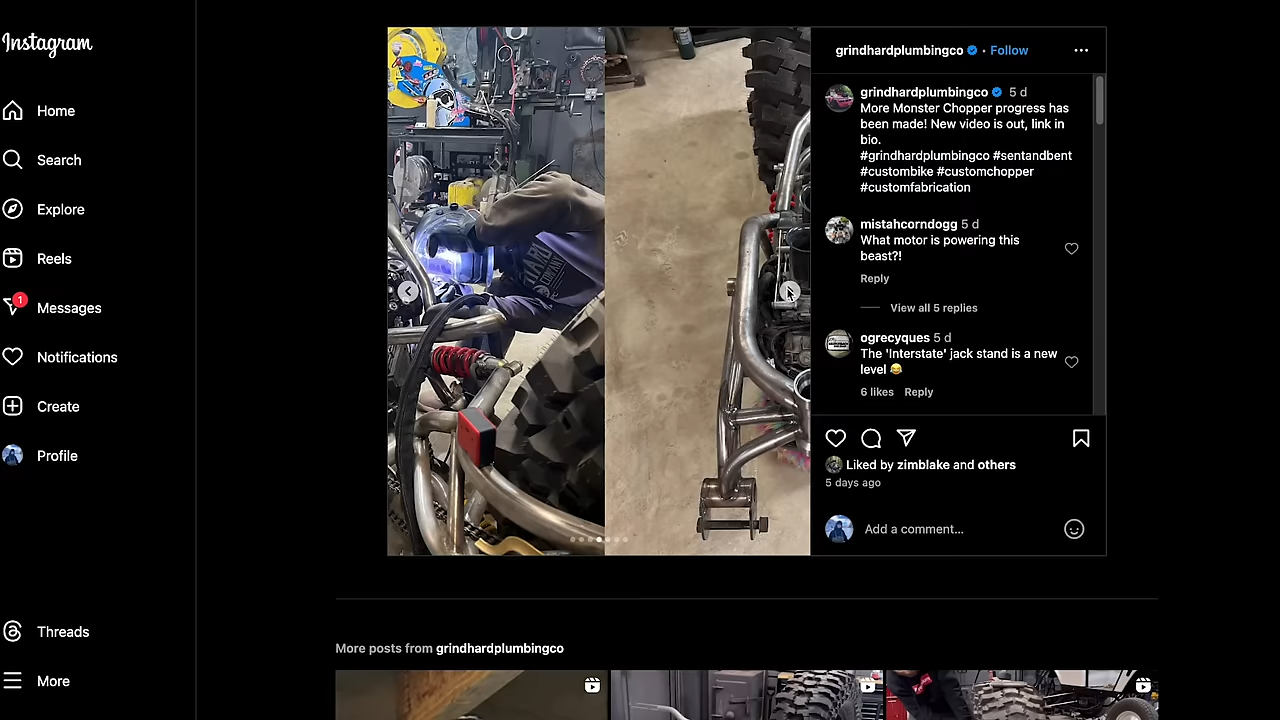 Instagram
Home
Search
Explore
Reels
1
Messages
Notifications
Create
Profile
Threads
More
grindhardplumbingco • Follow
grindhardplumbingco 5 d
More Monster Chopper progress has
been made! New video is out, link in
bio.
#grindhardplumbingco #sentandbent
#custombike #customchopper
#customfabrication
mistahcorndogg 5 d
What motor is powering this
beast?!
Reply
View all 5 replies
ogrecyques 5 d
The 'Interstate' jack stand is a new
level 😂
6 likes Reply
Liked by zimblake and others
5 days ago
Add a comment...
More posts from grindhardplumbingco